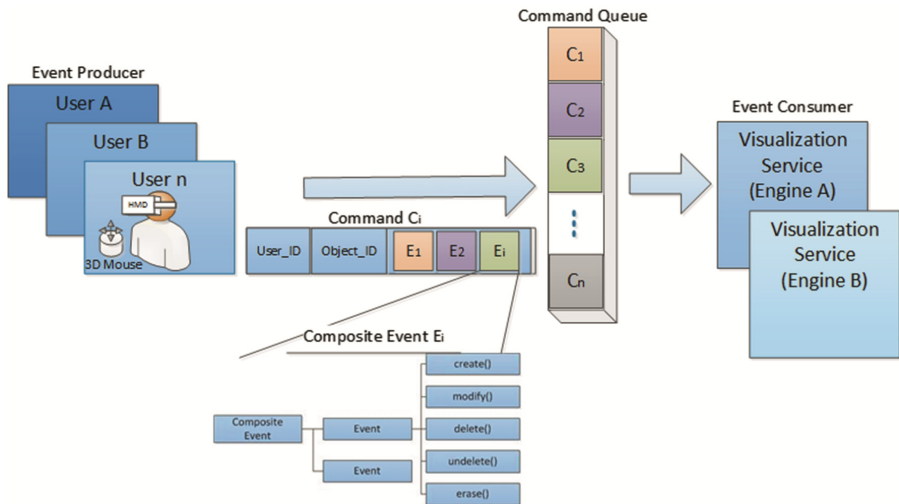 Command Queue
Event Producer
User A
User B
User n
HMD
3D Mouse
Command Ci
User_ID
Object_ID
E1
E2
Ei
C1
C2
C3
Cn
Event Consumer
Visualization
Service
(Engine A)
Visualization
Service
(Engine B)
Composite Event Ei
Composite
Event
Event
Event
create()
modify()
delete()
undelete()
erase()